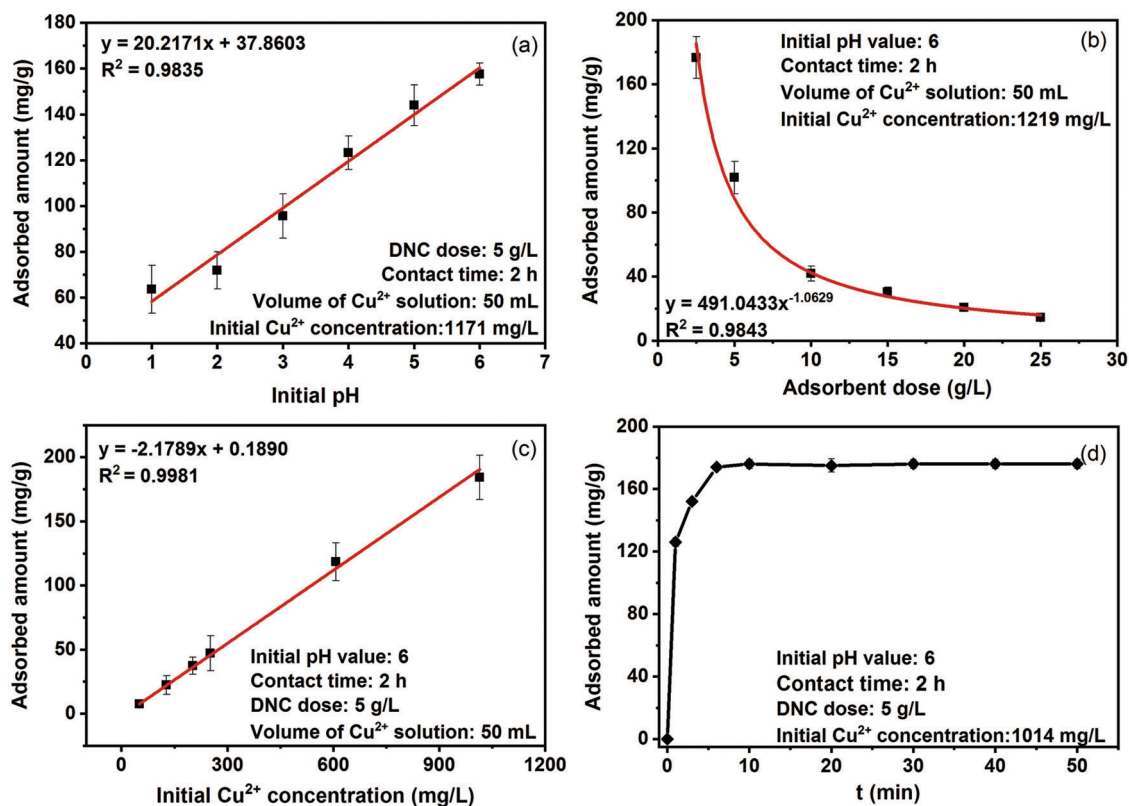 (a)
y = 20.2171x + 37.8603
R² = 0.9835
DNC dose: 5 g/L
Contact time: 2 h
Volume of Cu²⁺ solution: 50 mL
Initial Cu²⁺ concentration:1171 mg/L
Adsorbed amount (mg/g)
180
160
140
120
100
80
60
40
0 1 2 3 4 5 6 7
Initial pH
(b)
Initial pH value: 6
Contact time: 2 h
Volume of Cu²⁺ solution: 50 mL
Initial Cu²⁺ concentration:1219 mg/L
y = 491.0433x⁻¹·⁰⁶²⁹
R² = 0.9843
Adsorbed amount (mg/g)
200
160
120
80
40
0
0 5 10 15 20 25 30
Adsorbent dose (g/L)
(c)
y = -2.1789x + 0.1890
R² = 0.9981
Initial pH value: 6
Contact time: 2 h
DNC dose: 5 g/L
Volume of Cu²⁺ solution: 50 mL
Adsorbed amount (mg/g)
200
150
100
50
0
0 300 600 900 1200
Initial Cu²⁺ concentration (mg/L)
(d)
Initial pH value: 6
Contact time: 2 h
DNC dose: 5 g/L
Initial Cu²⁺ concentration:1014 mg/L
Adsorbed amount (mg/g)
200
160
120
80
40
0
0 10 20 30 40 50
t (min)